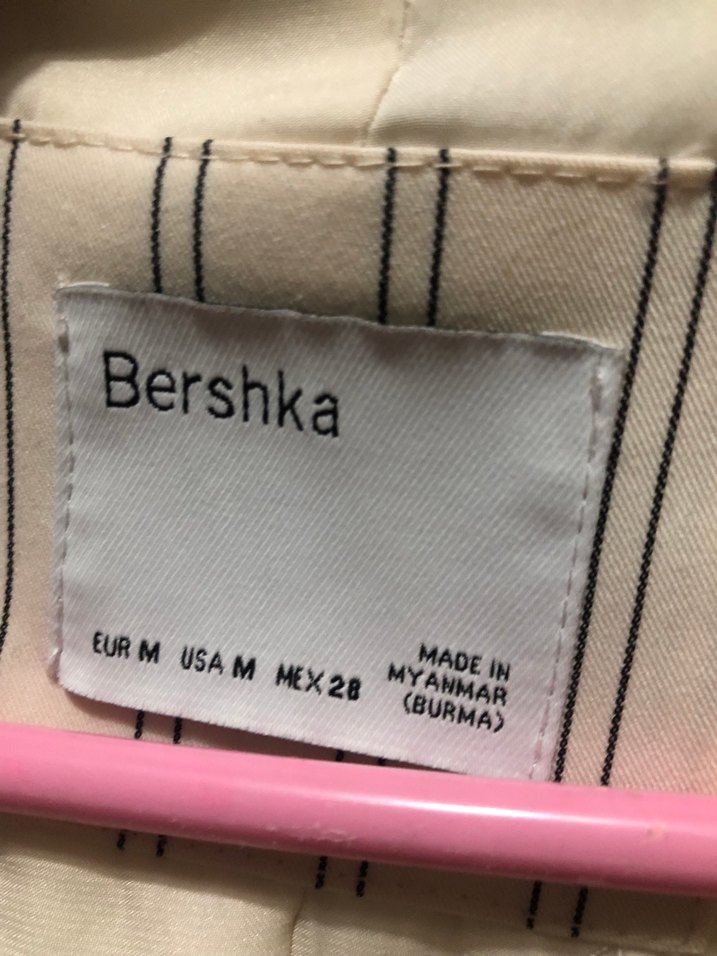 Bershka
EUR M USA M MEX 28
MADE IN
MYANMAR
(BURMA)